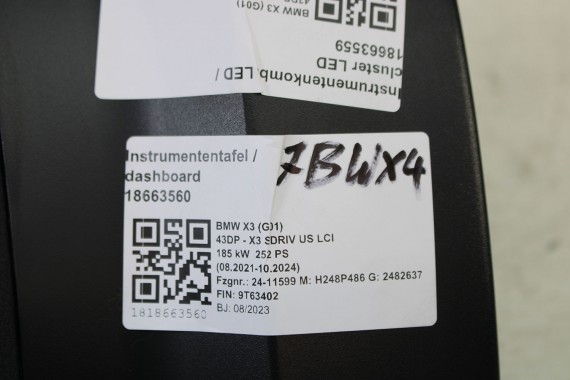 BMW X3 (G01)
18663559
cluster LED
Instrumentenkomb LED /
Instrumententafel /
dashboard
18663560
7BWX4
BMW X3 (G01)
43DP - X3 SDRIV US LCI
185 kW 252 PS
(08.2021-10.2024)
Fzgnr.: 24-11599 M: H248P486 G: 2482637
FIN: 9T63402
BJ: 08/2023
1818663560